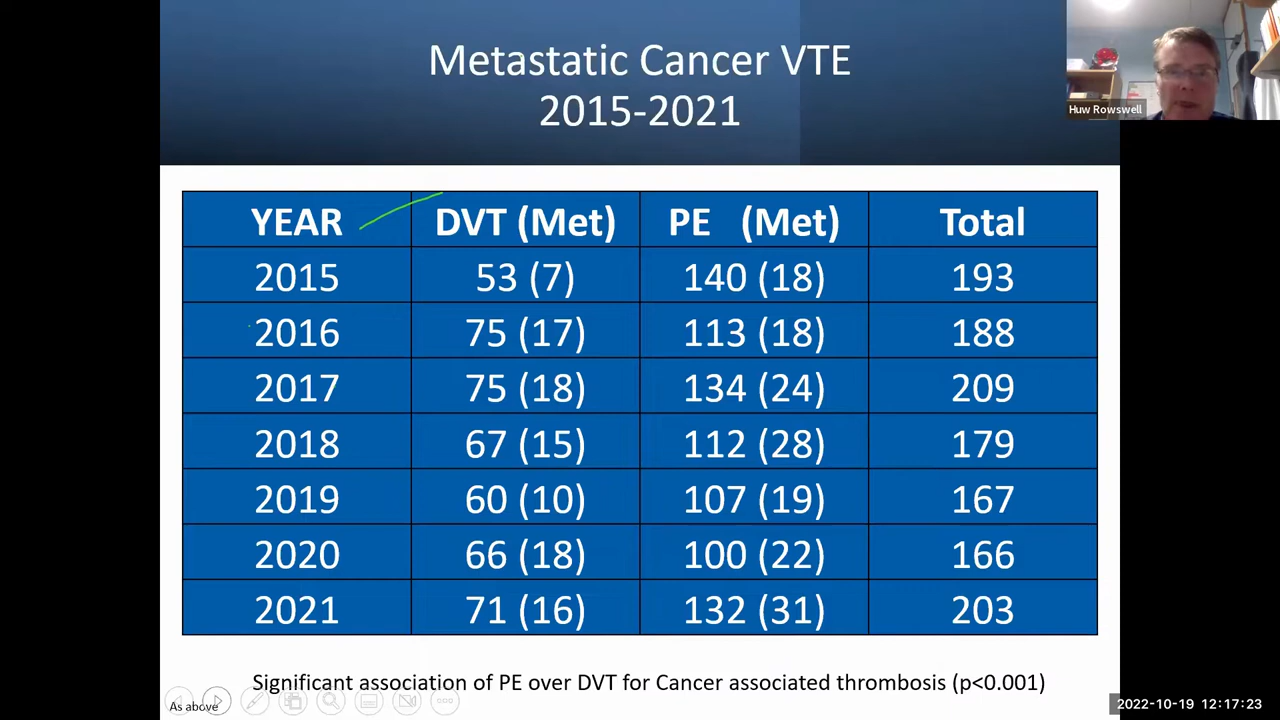 Metastatic Cancer VTE
2015-2021
Huw Rowswell
YEAR DVT (Met) PE (Met) Total
2015 53 (7) 140 (18) 193
2016 75 (17) 113 (18) 188
2017 75 (18) 134 (24) 209
2018 67 (15) 112 (28) 179
2019 60 (10) 107 (19) 167
2020 66 (18) 100 (22) 166
2021 71 (16) 132 (31) 203
Significant association of PE over DVT for Cancer associated thrombosis (p<0.001)
As above
2022-10-19 12:17:23